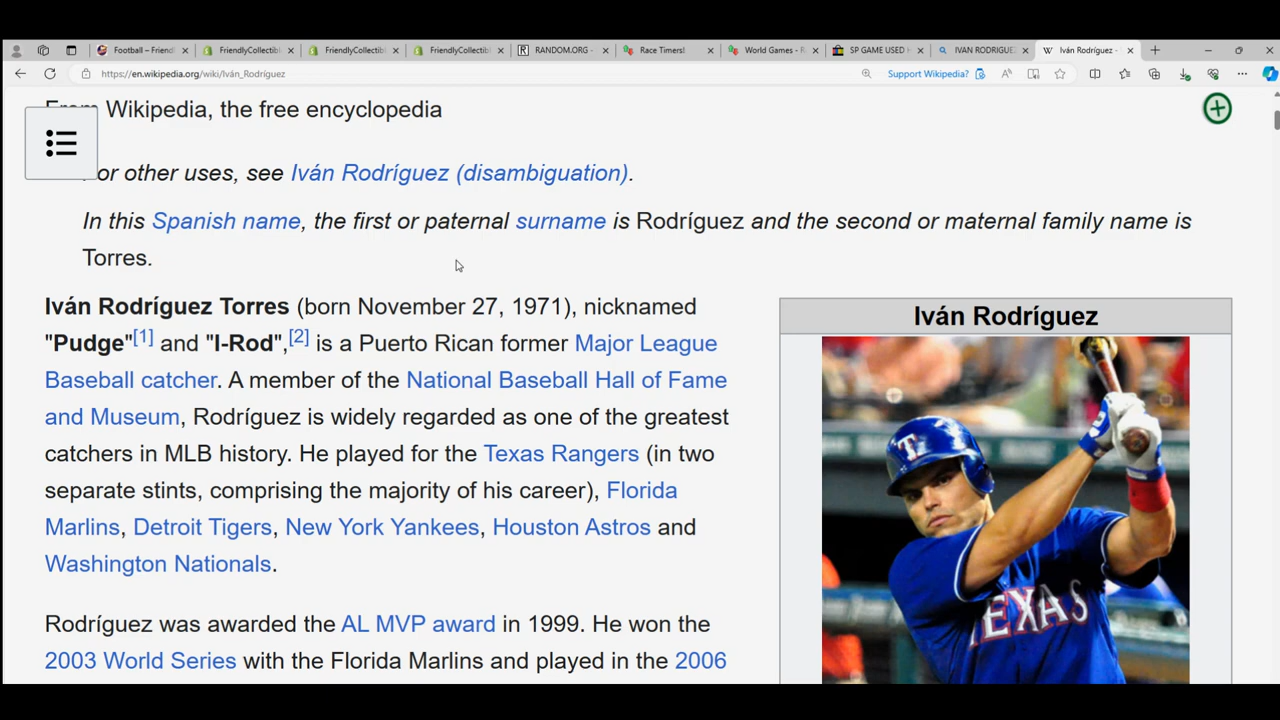 Football – Friendl
FriendlyCollectibl
FriendlyCollectibl
FriendlyCollectibl
RANDOM.ORG -
Race Timers!
World Games - R
SP GAME USED H
IVAN RODRIGUE
Iván Rodríguez -
https://en.wikipedia.org/wiki/Iván_Rodríguez
Support Wikipedia?
From Wikipedia, the free encyclopedia
or other uses, see Iván Rodríguez (disambiguation).
In this Spanish name, the first or paternal surname is Rodríguez and the second or maternal family name is
Torres.
Iván Rodríguez Torres (born November 27, 1971), nicknamed
"Pudge"[1] and "I-Rod",[2] is a Puerto Rican former Major League
Baseball catcher. A member of the National Baseball Hall of Fame
and Museum, Rodríguez is widely regarded as one of the greatest
catchers in MLB history. He played for the Texas Rangers (in two
separate stints, comprising the majority of his career), Florida
Marlins, Detroit Tigers, New York Yankees, Houston Astros and
Washington Nationals.
Rodríguez was awarded the AL MVP award in 1999. He won the
2003 World Series with the Florida Marlins and played in the 2006
Iván Rodríguez
T
TEXAS